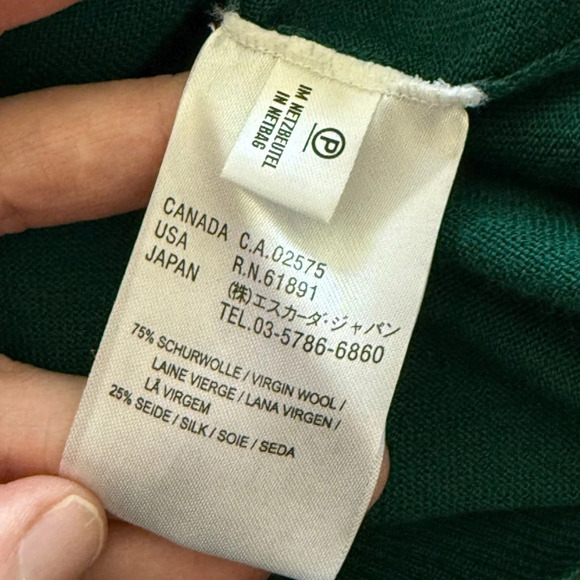 IM NETZBEUTEL
IN NETBAG
P
CANADA C.A.02575
USA R.N.61891
JAPAN (株)エスカーダ・ジャパン
TEL.03-5786-6860
75% SCHURWOLLE / VIRGIN WOOL /
LAINE VIERGE / LANA VIRGEN /
LÃ VIRGEM
25% SEIDE / SILK / SOIE / SEDA